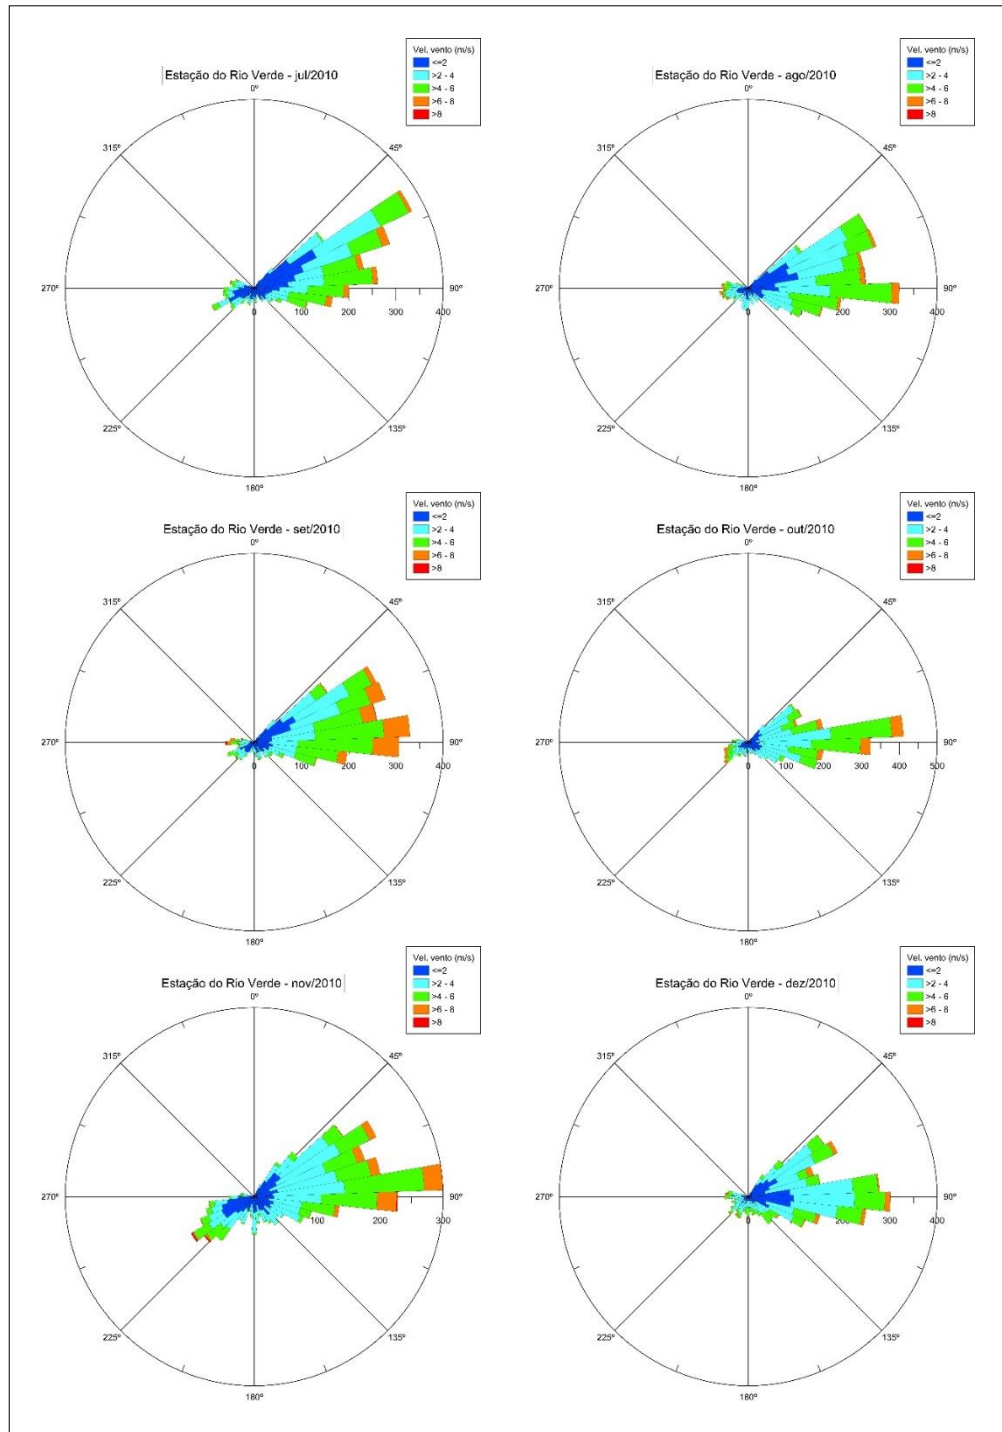 Vel. vento (m/s)
<=2
>2 - 4
>4 - 6
>6 - 8
>8
Estação do Rio Verde - jul/2010
0º
45º
90º
135º
180º
225º
270º
315º
0 100 200 300 400
Vel. vento (m/s)
<=2
>2 - 4
>4 - 6
>6 - 8
>8
Estação do Rio Verde - ago/2010
0º
45º
90º
135º
180º
225º
270º
315º
0 100 200 300 400
Vel. vento (m/s)
<=2
>2 - 4
>4 - 6
>6 - 8
>8
Estação do Rio Verde - set/2010
0º
45º
90º
135º
180º
225º
270º
315º
0 100 200 300 400
Vel. vento (m/s)
<=2
>2 - 4
>4 - 6
>6 - 8
>8
Estação do Rio Verde - out/2010
0º
45º
90º
135º
180º
225º
270º
315º
0 100 200 300 400 500
Vel. vento (m/s)
<=2
>2 - 4
>4 - 6
>6 - 8
>8
Estação do Rio Verde - nov/2010
0º
45º
90º
135º
180º
225º
270º
315º
0 100 200 300
Vel. vento (m/s)
<=2
>2 - 4
>4 - 6
>6 - 8
>8
Estação do Rio Verde - dez/2010
0º
45º
90º
135º
180º
225º
270º
315º
0 100 200 300 400